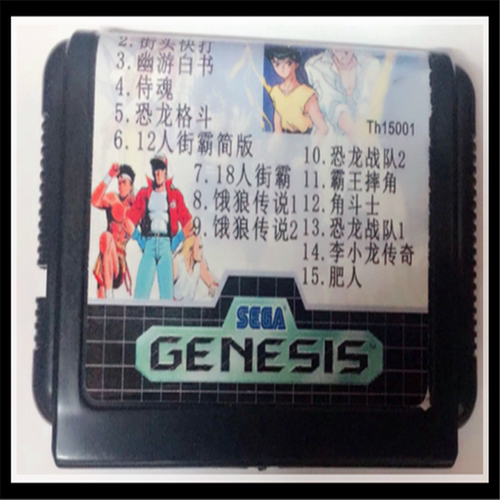 2.街头快打
3.幽游白书
4.侍魂
5.恐龙格斗
6.12人街霸简版
7.18人街霸
8.饿狼传说1
9.饿狼传说2
Th15001
10.恐龙战队2
11.霸王摔角
12.角斗士
13.恐龙战队1
14.李小龙传奇
15.肥人
SEGA
GENESIS